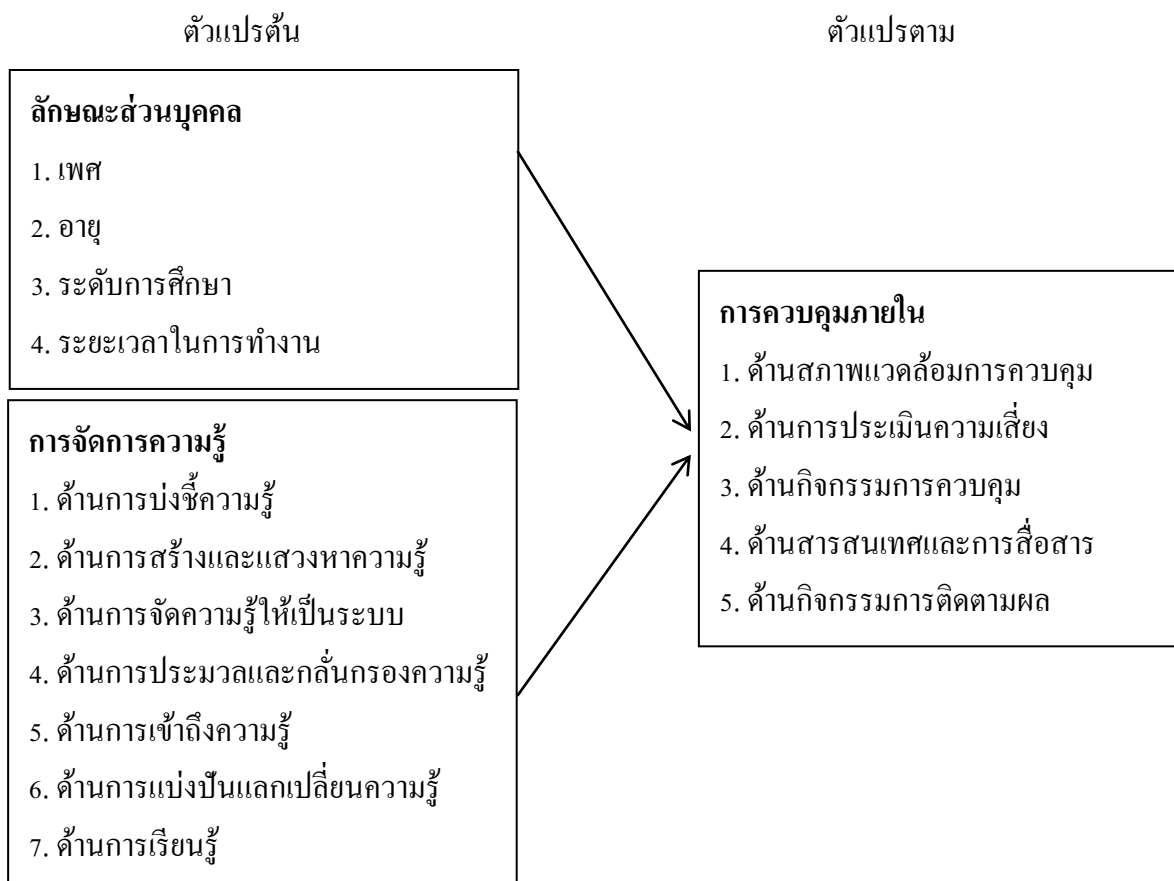 ตัวแปรต้น
ตัวแปรตาม
ลักษณะส่วนบุคคล
1. เพศ
2. อายุ
3. ระดับการศึกษา
4. ระยะเวลาในการทำงาน
การจัดการความรู้
1. ด้านการบ่งชี้ความรู้
2. ด้านการสร้างและแสวงหาความรู้
3. ด้านการจัดความรู้ให้เป็นระบบ
4. ด้านการประมวลและกลั่นกรองความรู้
5. ด้านการเข้าถึงความรู้
6. ด้านการแบ่งปันแลกเปลี่ยนความรู้
7. ด้านการเรียนรู้
การควบคุมภายใน
1. ด้านสภาพแวดล้อมการควบคุม
2. ด้านการประเมินความเสี่ยง
3. ด้านกิจกรรมการควบคุม
4. ด้านสารสนเทศและการสื่อสาร
5. ด้านกิจกรรมการติดตามผล